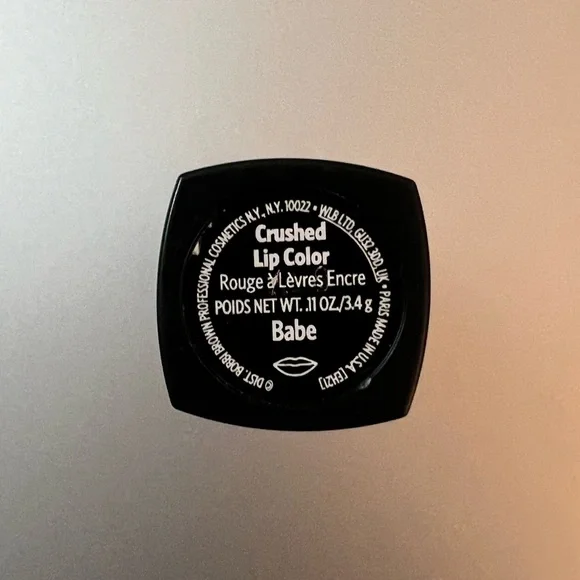 Crushed
Lip Color
Rouge à Lèvres Encre
POIDS NET WT. .11 OZ./3.4 g
Babe
© DIST. BOBBI BROWN PROFESSIONAL COSMETICS N.Y., N.Y. 10022 • WLB LTD. GU32 3DD, UK • PARIS MADE IN U.S.A. [EHZ1]